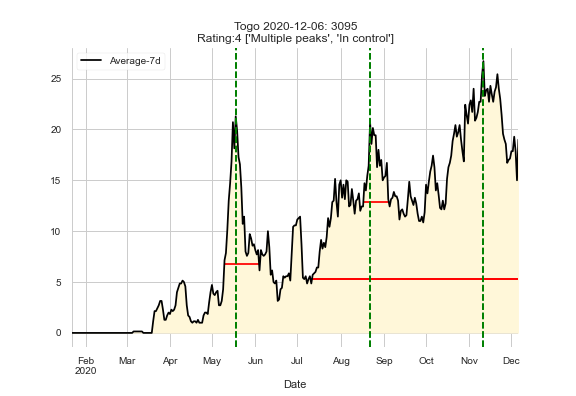 Togo 2020-12-06: 3095
Rating:4 ['Multiple peaks', 'In control']
Average-7d
25
20
15
10
5
0
Feb Mar Apr May Jun Jul Aug Sep Oct Nov Dec
2020
Date